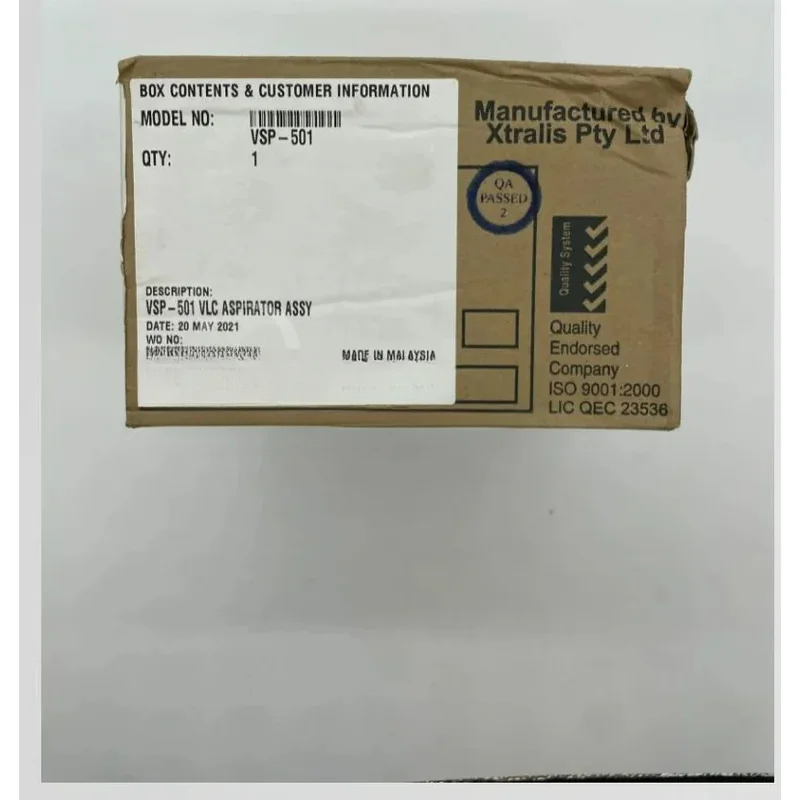 BOX CONTENTS & CUSTOMER INFORMATION
MODEL NO:
VSP-501
QTY: 1
DESCRIPTION:
VSP-501 VLC ASPIRATOR ASSY
DATE: 20 MAY 2021
WO NO:
MADE IN MALAYSIA
Manufactured by
Xtralis Pty Ltd
QA
PASSED
2
Quality System
Quality
Endorsed
Company
ISO 9001:2000
LIC QEC 23536